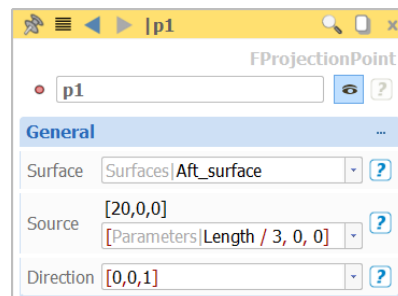 |p1
FProjectionPoint
p1
?
General
...
Surface Surfaces|Aft_surface ?
[20,0,0]
Source [Parameters|Length / 3, 0, 0] ?
Direction [0,0,1] ?